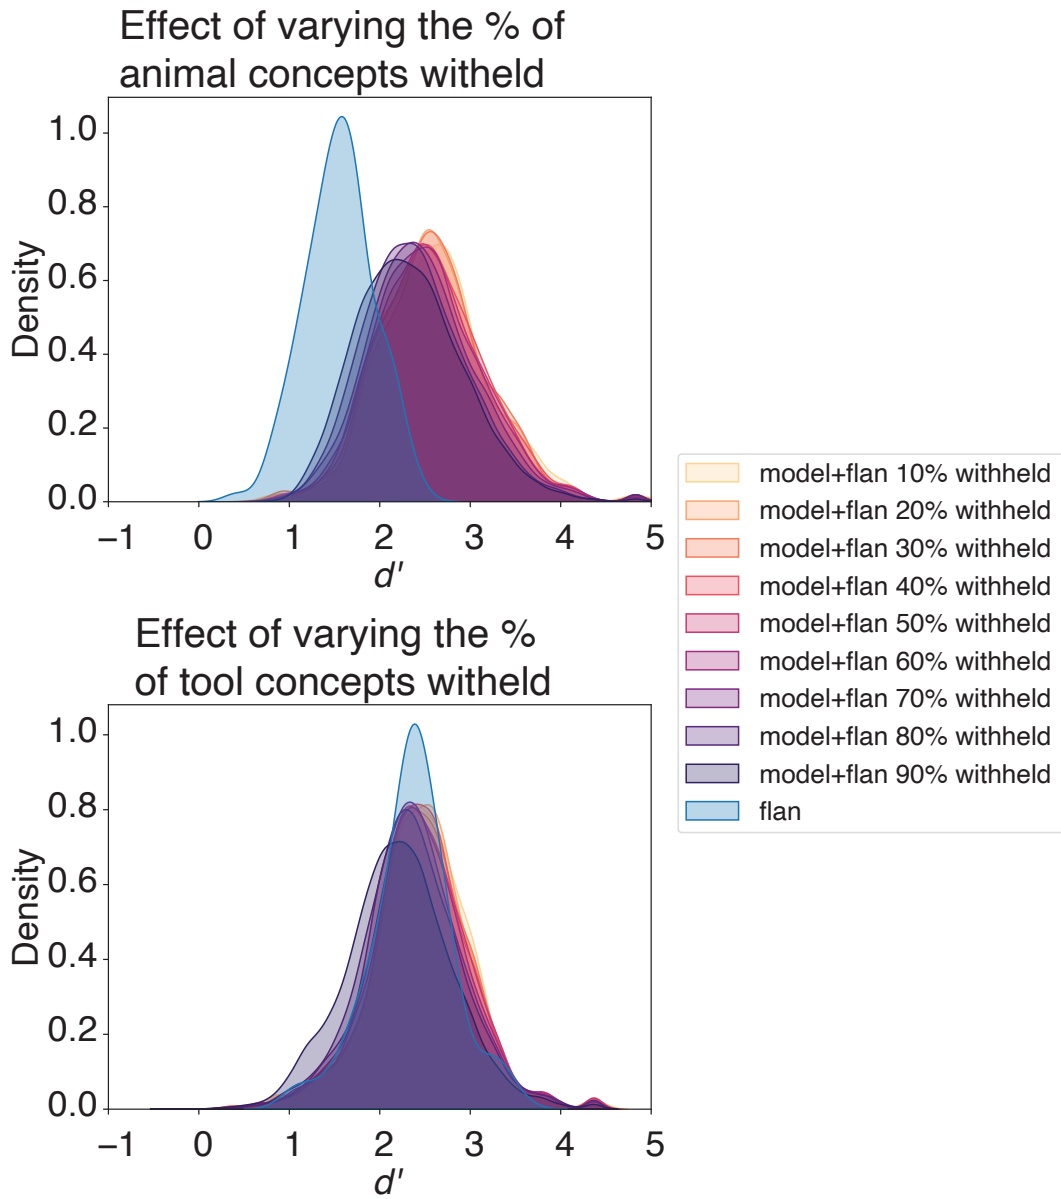 Effect of varying the % of
animal concepts witheld
1.0
0.8
0.6
0.4
0.2
0.0
Density
−1 0 1 2 3 4 5
d'
model+flan 10% withheld
model+flan 20% withheld
model+flan 30% withheld
model+flan 40% withheld
model+flan 50% withheld
model+flan 60% withheld
model+flan 70% withheld
model+flan 80% withheld
model+flan 90% withheld
flan
Effect of varying the %
of tool concepts witheld
1.0
0.8
0.6
0.4
0.2
0.0
Density
−1 0 1 2 3 4 5
d'